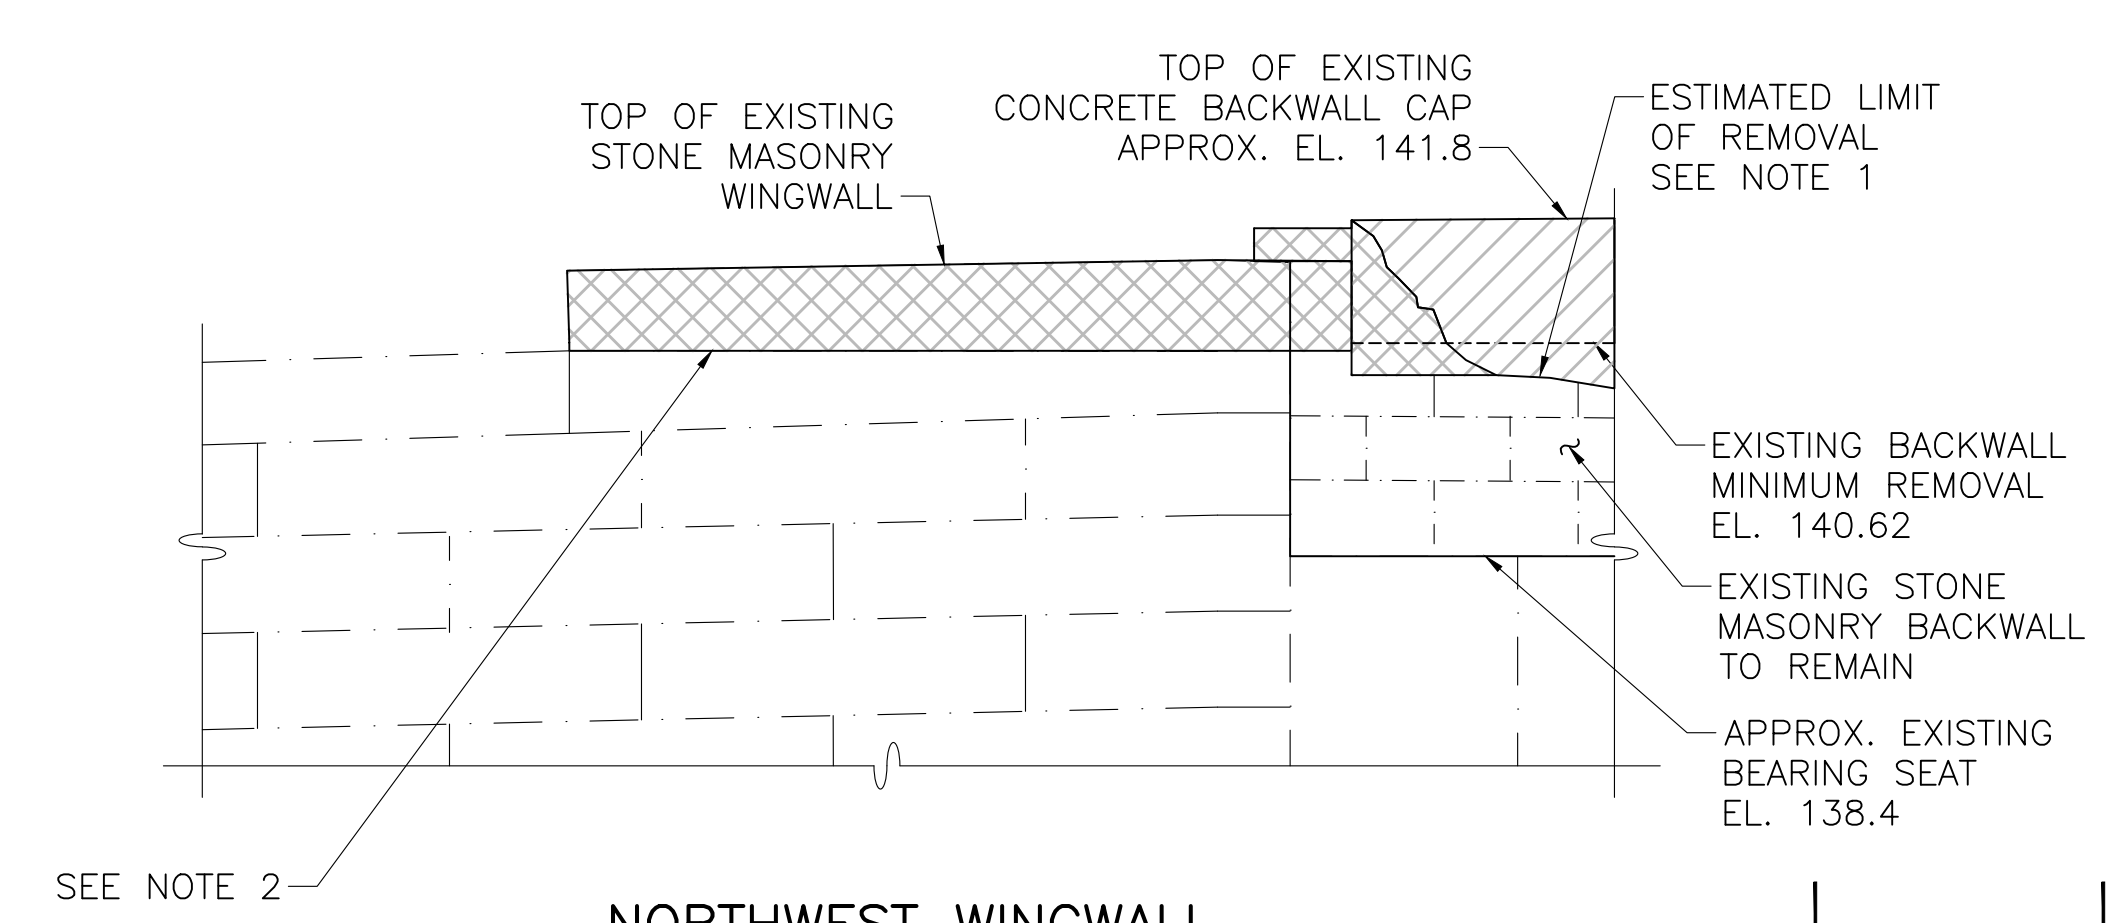 TOP OF EXISTING
CONCRETE BACKWALL CAP
APPROX. EL. 141.8
ESTIMATED LIMIT
OF REMOVAL
SEE NOTE 1
TOP OF EXISTING
STONE MASONRY
WINGWALL
EXISTING BACKWALL
MINIMUM REMOVAL
EL. 140.62
EXISTING STONE
MASONRY BACKWALL
TO REMAIN
APPROX. EXISTING
BEARING SEAT
EL. 138.4
SEE NOTE 2
NORTHWEST WINGWALL